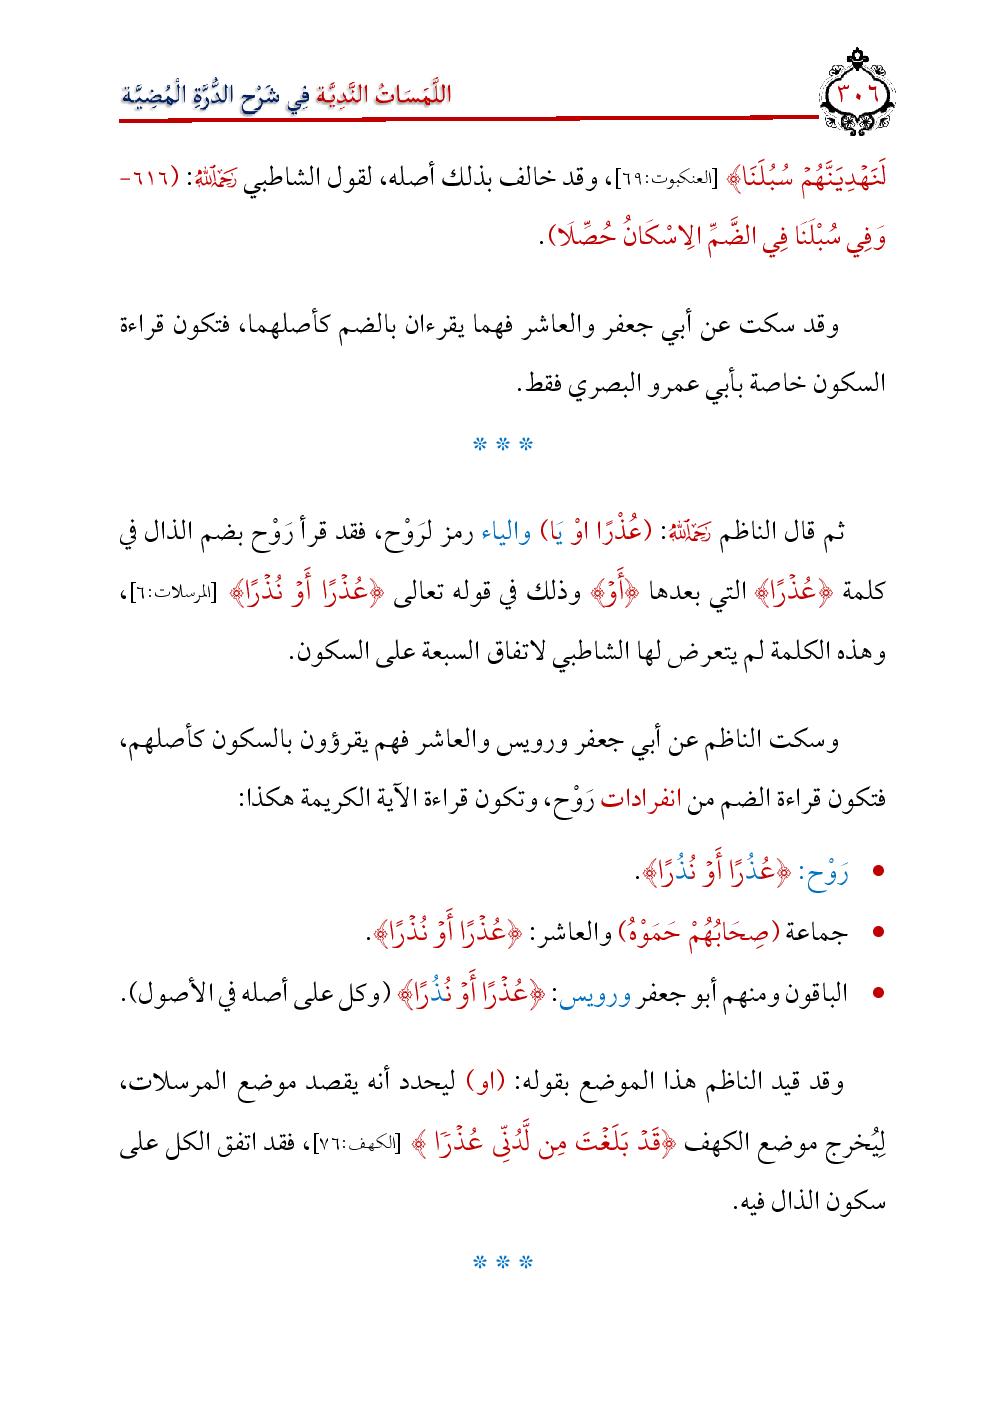 ٣٠٦
اللَّمَسَاتُ النَّدِيَّة فِي شَرْح الدُّرَّةِ الْمُضِيَّة
لَنَهْدِيَنَّهُمْ سُبُلَنَا﴾ [العنكبوت:٦٩]، وقد خالف بذلك أصله، لقول الشاطبي رَحِمَهُ ٱللَّهُ: (٦١٦-
وَفِي سُبْلَنَا فِي الضَّمِّ الِاسْكَانُ حُصِّلَا).
وقد سكت عن أبي جعفر والعاشر فهما يقرءان بالضم كأصلهما، فتكون قراءة
السكون خاصة بأبي عمرو البصري فقط.
* * *
ثم قال الناظم رَحِمَهُ ٱللَّهُ: (عُذْرًا اوْ يَا) والياء رمز لرَوْح، فقد قرأ رَوْح بضم الذال في
كلمة ﴿عُذْرًا﴾ التي بعدها ﴿أَوْ﴾ وذلك في قوله تعالى ﴿عُذْرًا أَوْ نُذْرًا﴾ [المرسلات:٦]،
وهذه الكلمة لم يتعرض لها الشاطبي لاتفاق السبعة على السكون.
وسكت الناظم عن أبي جعفر ورويس والعاشر فهم يقرؤون بالسكون كأصلهم،
فتكون قراءة الضم من انفرادات رَوْح، وتكون قراءة الآية الكريمة هكذا:
• رَوْح: ﴿عُذُرًا أَوْ نُذُرًا﴾.
• جماعة (صِحَابُهُمْ حَمَوْهُ) والعاشر: ﴿عُذْرًا أَوْ نُذْرًا﴾.
• الباقون ومنهم أبو جعفر ورويس: ﴿عُذْرًا أَوْ نُذُرًا﴾ (وكل على أصله في الأصول).
وقد قيد الناظم هذا الموضع بقوله: (او) ليحدد أنه يقصد موضع المرسلات،
لِيُخرج موضع الكهف ﴿قَدْ بَلَغْتَ مِن لَّدُنِّي عُذْرًا ﴾ [الكهف:٧٦]، فقد اتفق الكل على
سكون الذال فيه.
* * *